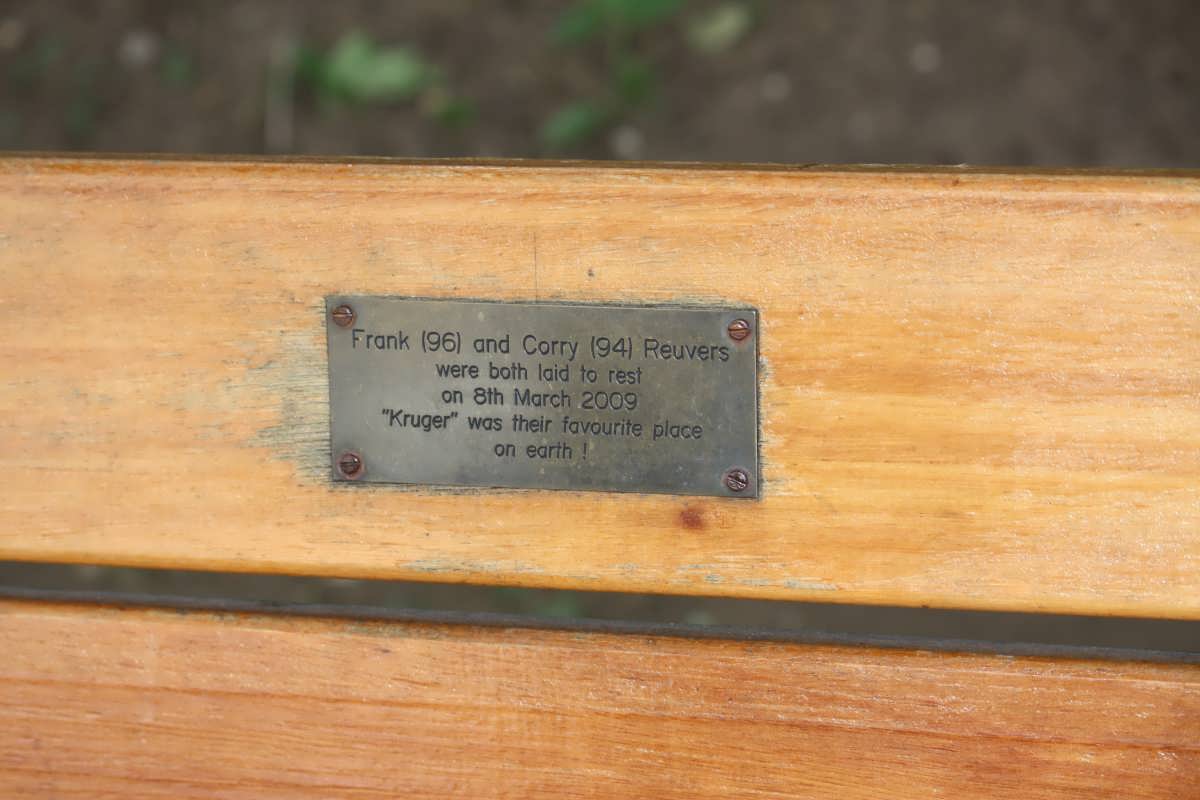 Frank (96) and Corry (94) Reuvers
were both laid to rest
on 8th March 2009
"Kruger" was their favourite place
on earth !